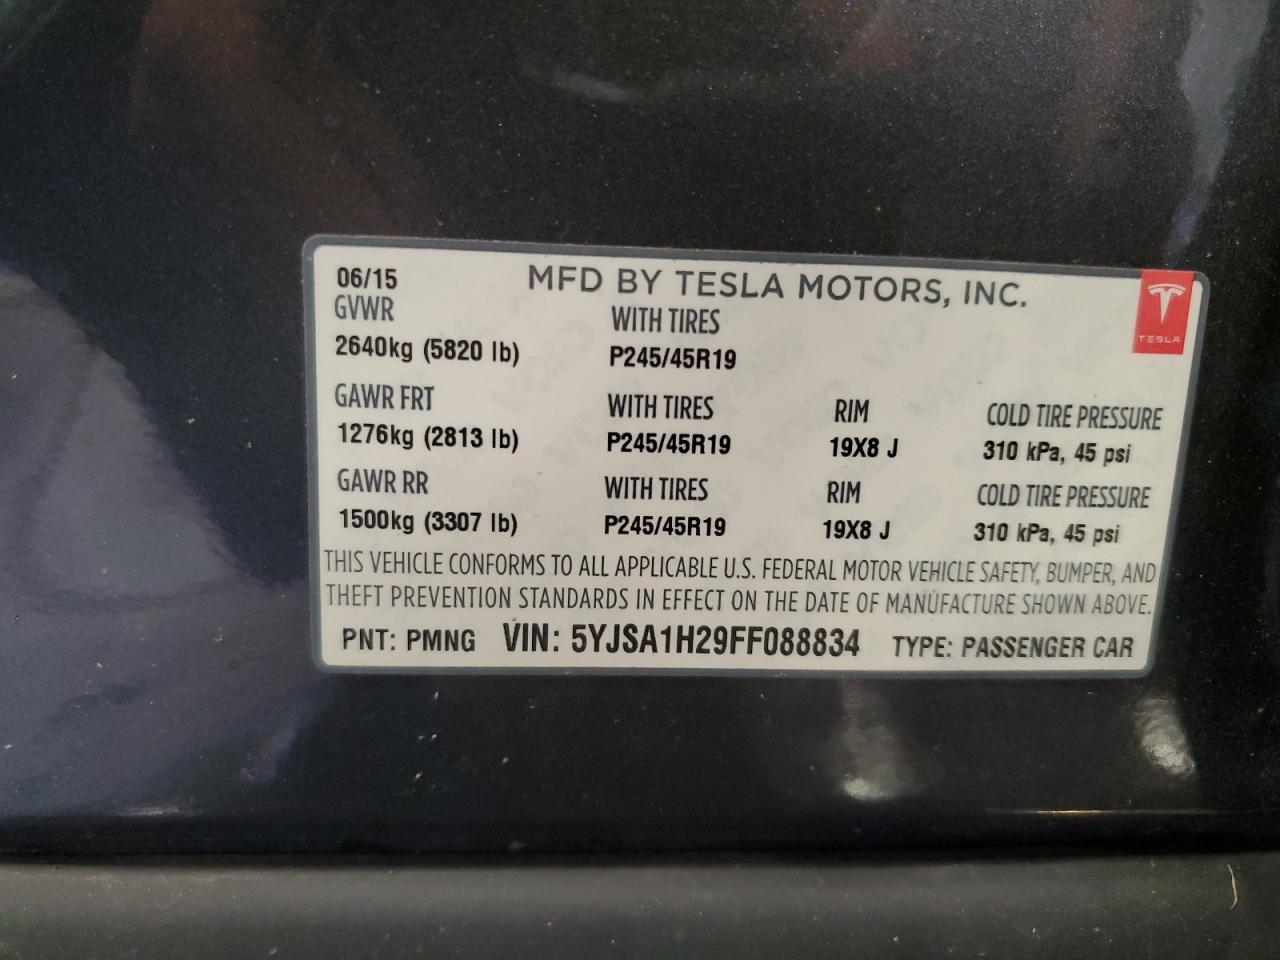 06/15 MFD BY TESLA MOTORS, INC.
TESLA
GVWR WITH TIRES
2640kg (5820 lb) P245/45R19
GAWR FRT WITH TIRES RIM COLD TIRE PRESSURE
1276kg (2813 lb) P245/45R19 19X8 J 310 kPa, 45 psi
GAWR RR WITH TIRES RIM COLD TIRE PRESSURE
1500kg (3307 lb) P245/45R19 19X8 J 310 kPa, 45 psi
THIS VEHICLE CONFORMS TO ALL APPLICABLE U.S. FEDERAL MOTOR VEHICLE SAFETY, BUMPER, AND
THEFT PREVENTION STANDARDS IN EFFECT ON THE DATE OF MANUFACTURE SHOWN ABOVE.
PNT: PMNG VIN: 5YJSA1H29FF088834 TYPE: PASSENGER CAR